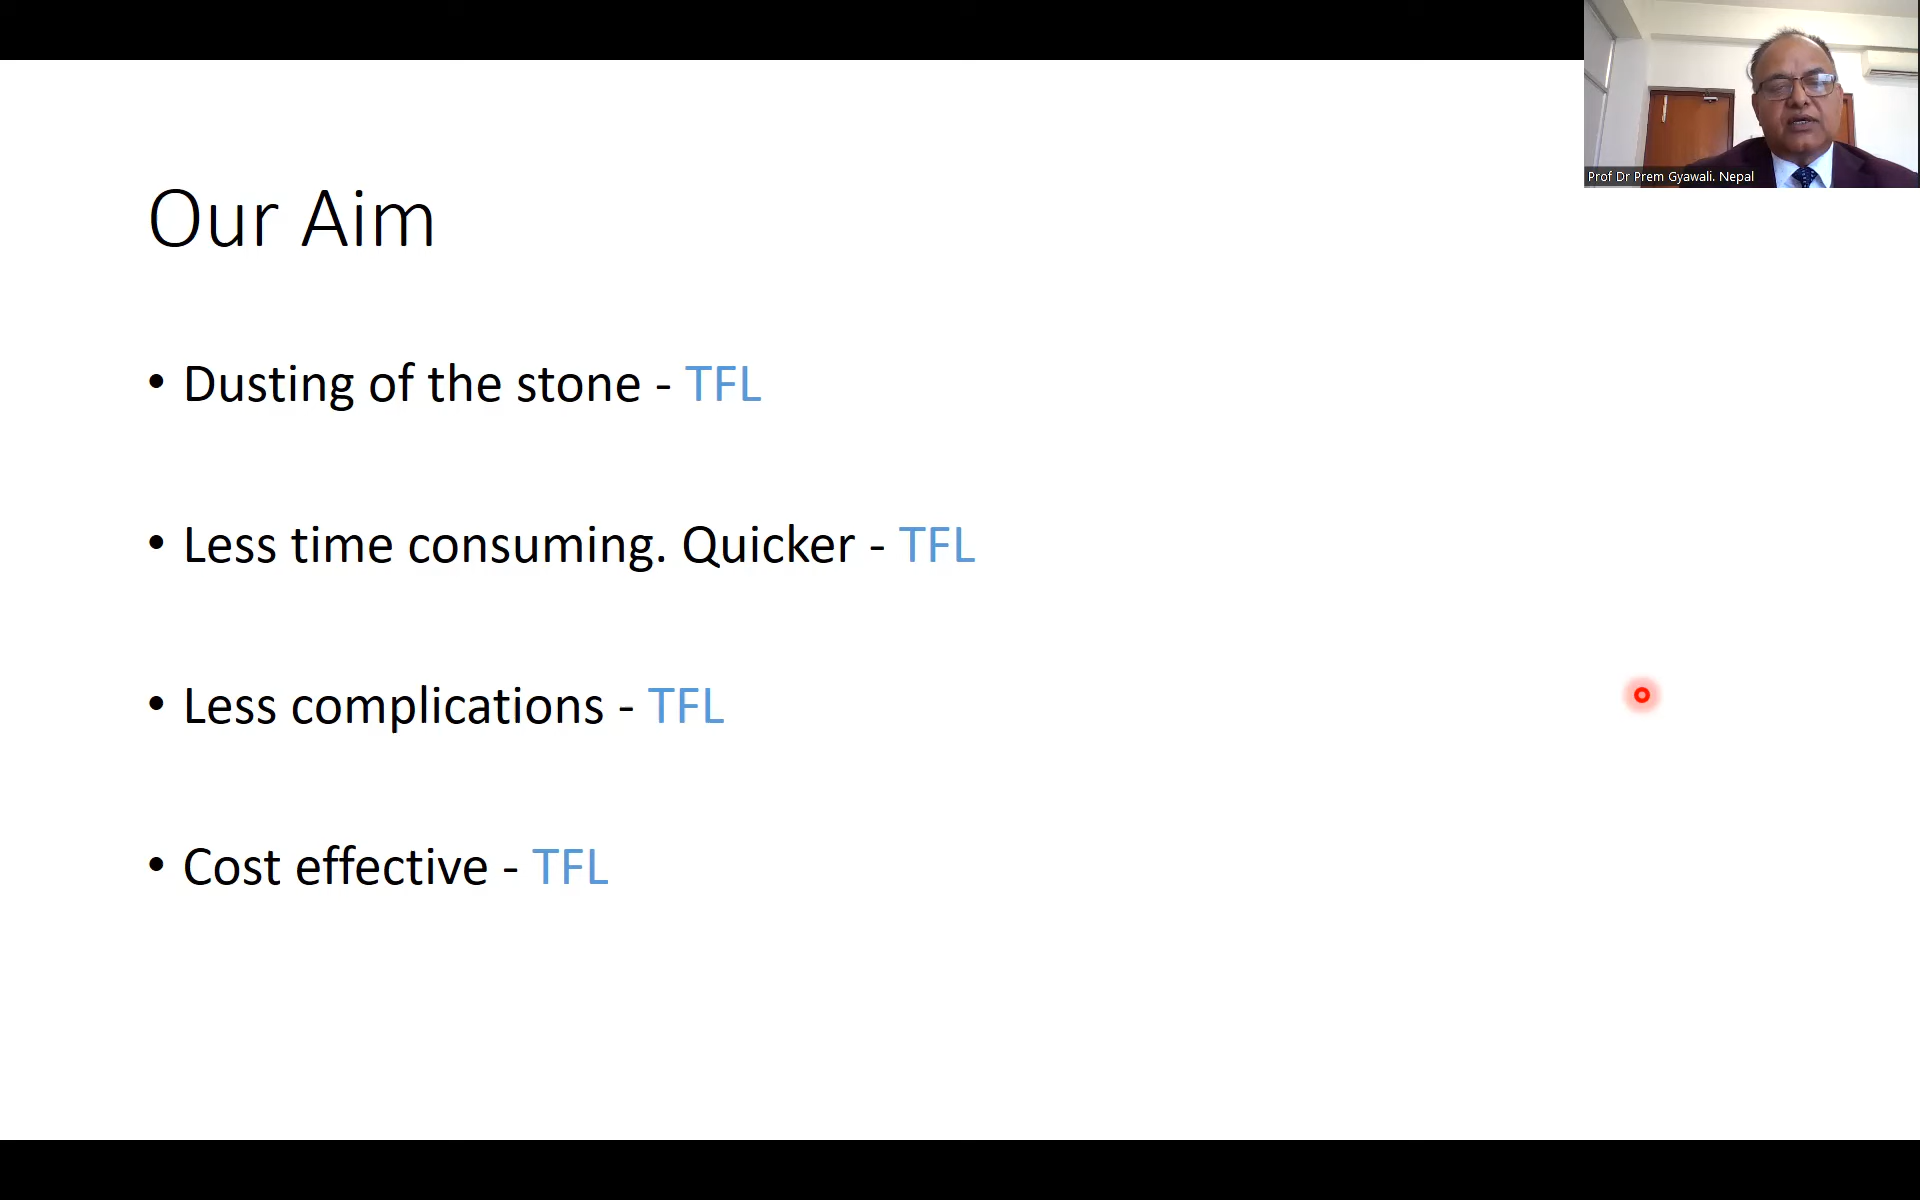 Prof Dr Prem Gyawali. Nepal
Our Aim
• Dusting of the stone - TFL
• Less time consuming. Quicker - TFL
• Less complications - TFL
• Cost effective - TFL